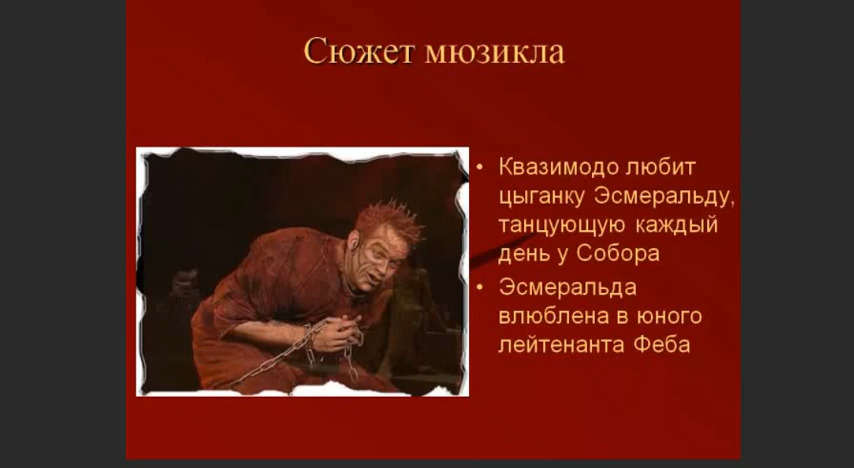 Сюжет мюзикла
• Квазимодо любит
цыганку Эсмеральду,
танцующую каждый
день у Собора
• Эсмеральда
влюблена в юного
лейтенанта Феба